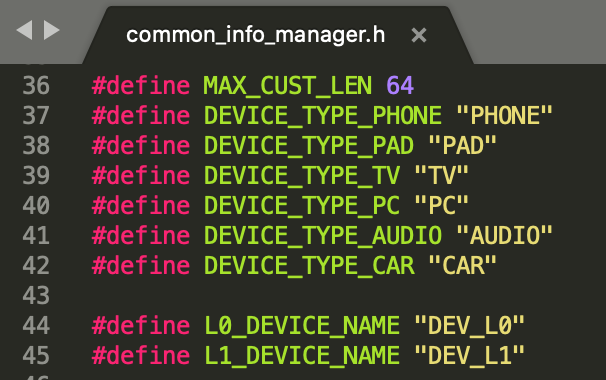 common_info_manager.h ×
36 #define MAX_CUST_LEN 64
37 #define DEVICE_TYPE_PHONE "PHONE"
38 #define DEVICE_TYPE_PAD "PAD"
39 #define DEVICE_TYPE_TV "TV"
40 #define DEVICE_TYPE_PC "PC"
41 #define DEVICE_TYPE_AUDIO "AUDIO"
42 #define DEVICE_TYPE_CAR "CAR"
43
44 #define L0_DEVICE_NAME "DEV_L0"
45 #define L1_DEVICE_NAME "DEV_L1"